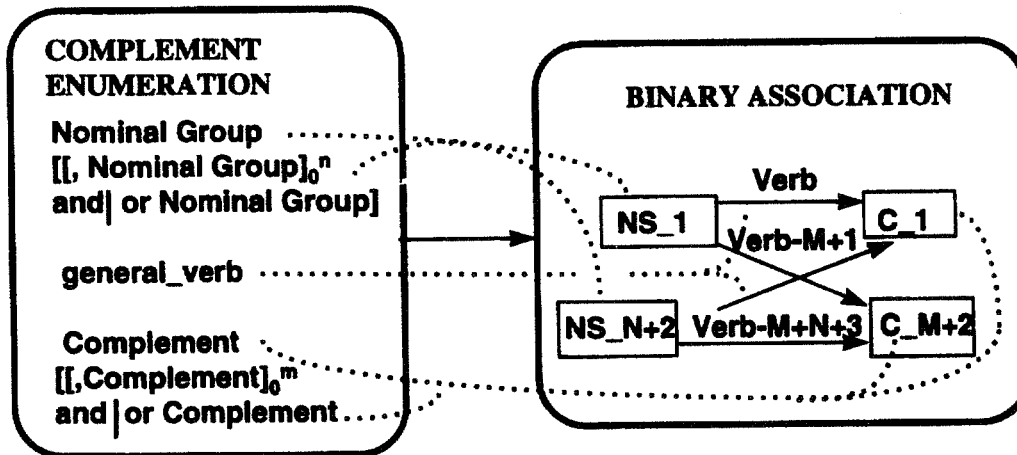 COMPLEMENT
ENUMERATION
Nominal Group
[[, Nominal Group]₀ⁿ
and| or Nominal Group]
general_verb
Complement
[[,Complement]₀ᵐ
and | or Complement
BINARY ASSOCIATION
Verb
NS_1
C_1
Verb-M+1
NS_N+2
Verb-M+N+3
C_M+2